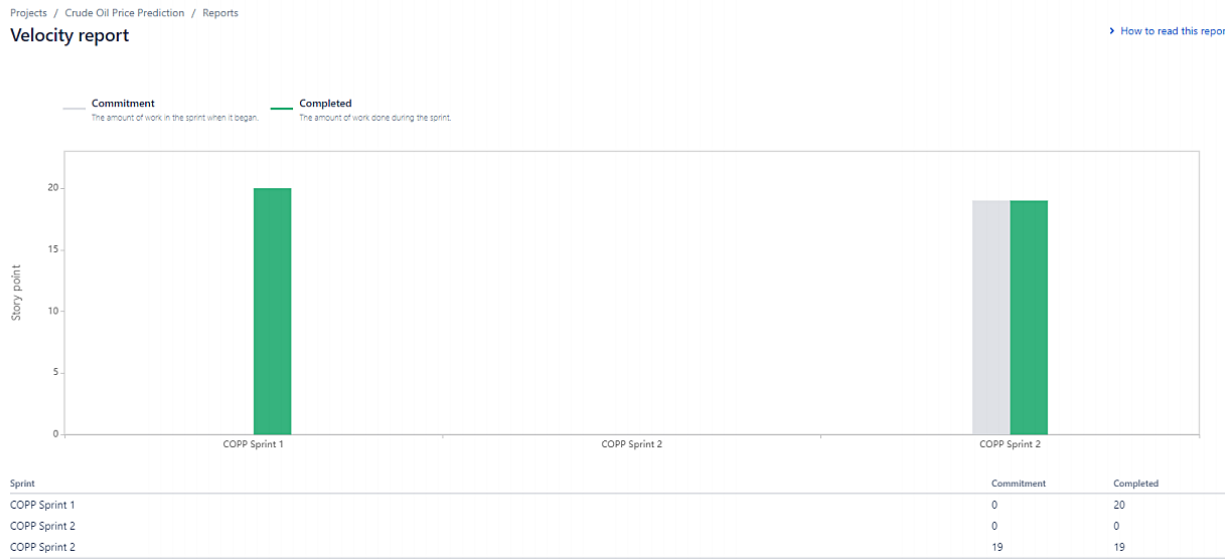 Projects / Crude Oil Price Prediction / Reports
Velocity report
> How to read this repor
Commitment
The amount of work in the sprint when it began.
Completed
The amount of work done during the sprint.
Story point
20
15
10
5
0
COPP Sprint 1
COPP Sprint 2
COPP Sprint 2
Sprint Commitment Completed
COPP Sprint 1 0 20
COPP Sprint 2 0 0
COPP Sprint 2 19 19